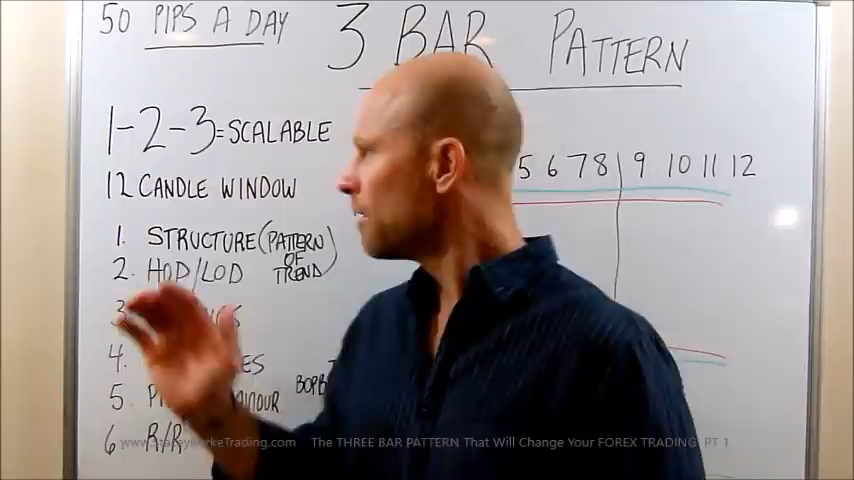 50 PIPS A DAY
3 BAR PATTERN
1-2-3=SCALABLE
12 CANDLE WINDOW
5 6 7 8 9 10 11 12
1. STRUCTURE (PATTERN OF TREND)
2. HOD/LOD
3
4.
5.
6 R/R
The THREE BAR PATTERN That Will Change Your FOREX TRADING PT 1